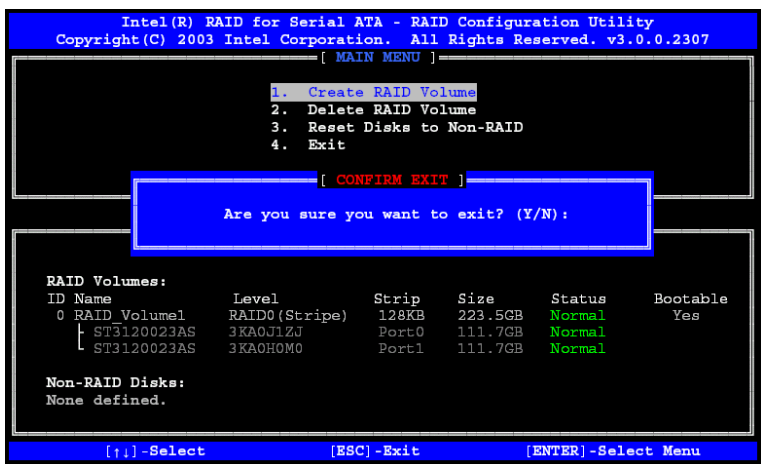 Intel(R) RAID for Serial ATA - RAID Configuration Utility
Copyright(C) 2003 Intel Corporation. All Rights Reserved. v3.0.0.2307
[ MAIN MENU ]
1. Create RAID Volume
2. Delete RAID Volume
3. Reset Disks to Non-RAID
4. Exit
[ CONFIRM EXIT ]
Are you sure you want to exit? (Y/N):
RAID Volumes:
ID Name Level Strip Size Status Bootable
0 RAID_Volume1 RAID0(Stripe) 128KB 223.5GB Normal Yes
ST3120023AS 3KA0J1ZJ Port0 111.7GB Normal
ST3120023AS 3KA0H0M0 Port1 111.7GB Normal
Non-RAID Disks:
None defined.
[↑↓]-Select [ESC]-Exit [ENTER]-Select Menu